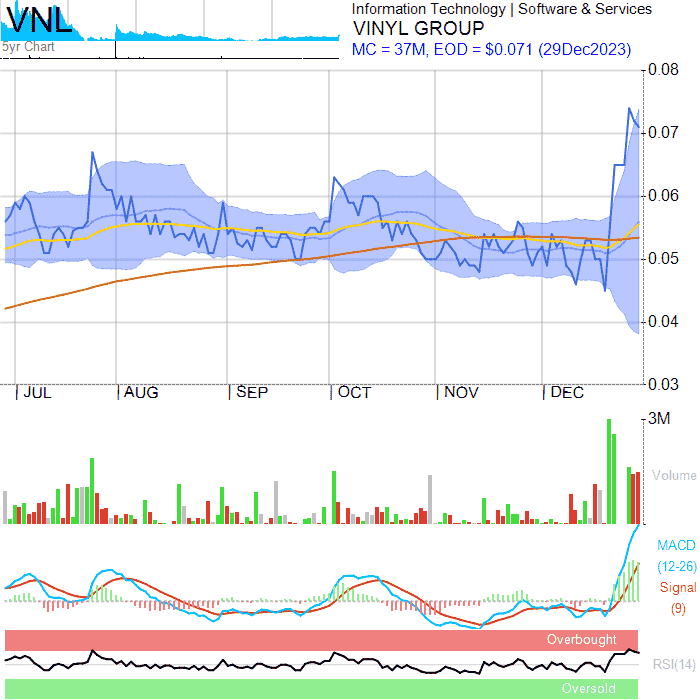 VNL
5yr Chart
Information Technology | Software & Services
VINYL GROUP
MC = 37M, EOD = $0.071 (29Dec2023)
0.08
0.07
0.06
0.05
0.04
0.03
JUL AUG SEP OCT NOV DEC
3M
Volume
MACD
(12-26)
Signal
(9)
Overbought
RSI(14)
Oversold